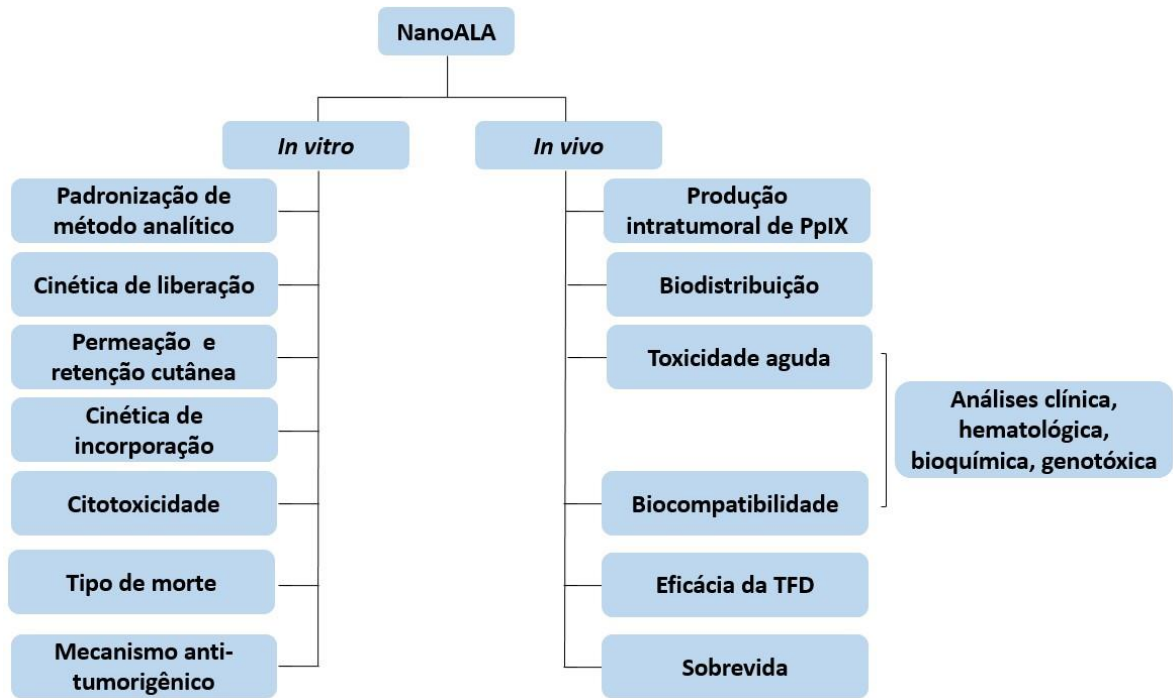 NanoALA
In vitro
In vivo
Padronização de
método analítico
Cinética de liberação
Permeação e
retenção cutânea
Cinética de
incorporação
Citotoxicidade
Tipo de morte
Mecanismo anti-
tumorigênico
Produção
intratumoral de PpIX
Biodistribuição
Toxicidade aguda
Biocompatibilidade
Eficácia da TFD
Sobrevida
Análises clínica,
hematológica,
bioquímica, genotóxica